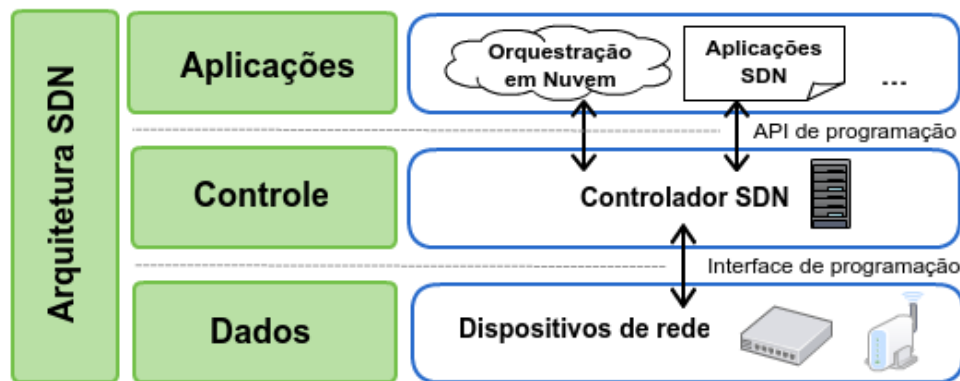 Arquitetura SDN
Aplicações
Orquestração
em Nuvem
Aplicações
SDN
...
API de programação
Controle
Controlador SDN
Interface de programação
Dados
Dispositivos de rede